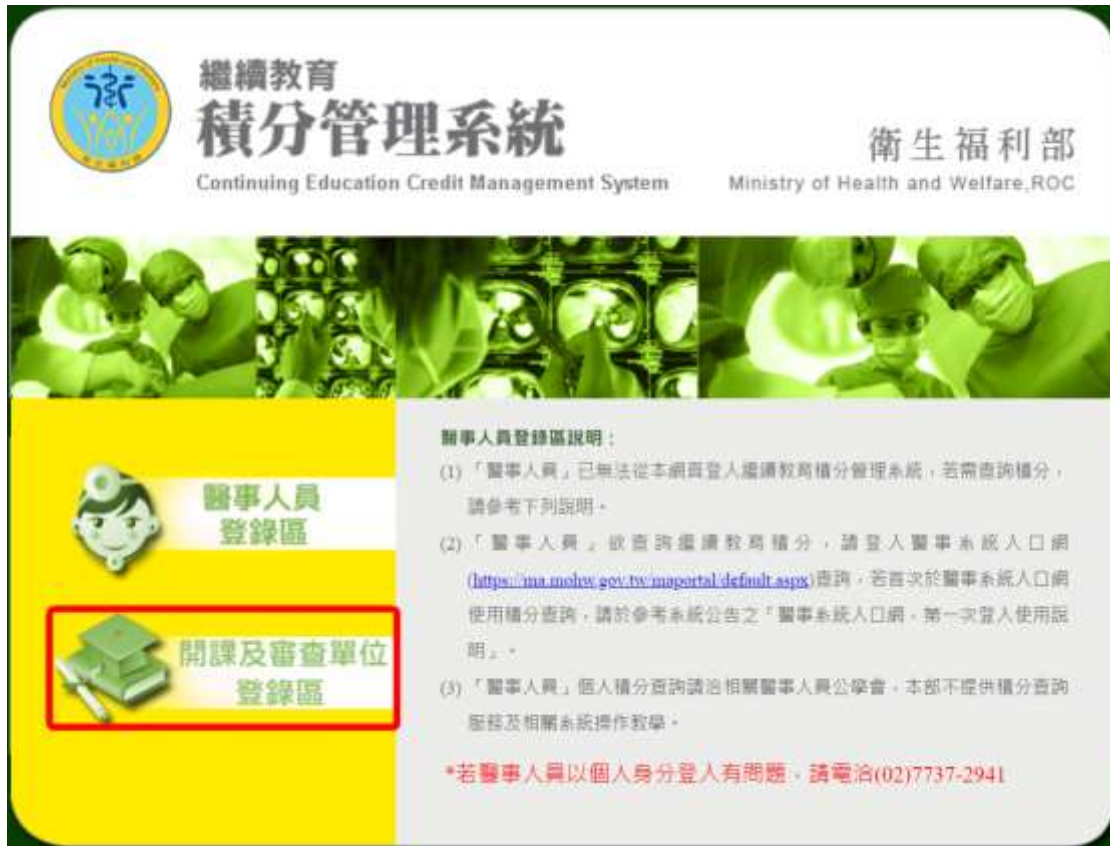 繼續教育
積分管理系統
Continuing Education Credit Management System
衛生福利部
Ministry of Health and Welfare,ROC
醫事人員
登錄區
開課及審查單位
登錄區
醫事人員登錄區說明：
(1) 「醫事人員」已無法從本網頁登入繼續教育積分管理系統，若需查詢積分，
請參考下列說明。
(2) 「醫事人員」欲查詢繼續教育積分，請登入醫事系統入口網
(https://ma.mohw.gov.tw/maportal/default.aspx)查詢，若首次於醫事系統入口網
使用積分查詢，請於參考系統公告之「醫事系統入口網，第一次登入使用說
明」。
(3) 「醫事人員」個人積分查詢請洽相關醫事人員公學會，本部不提供積分查詢
服務及相關系統操作教學。
*若醫事人員以個人身分登入有問題，請電洽(02)7737-2941